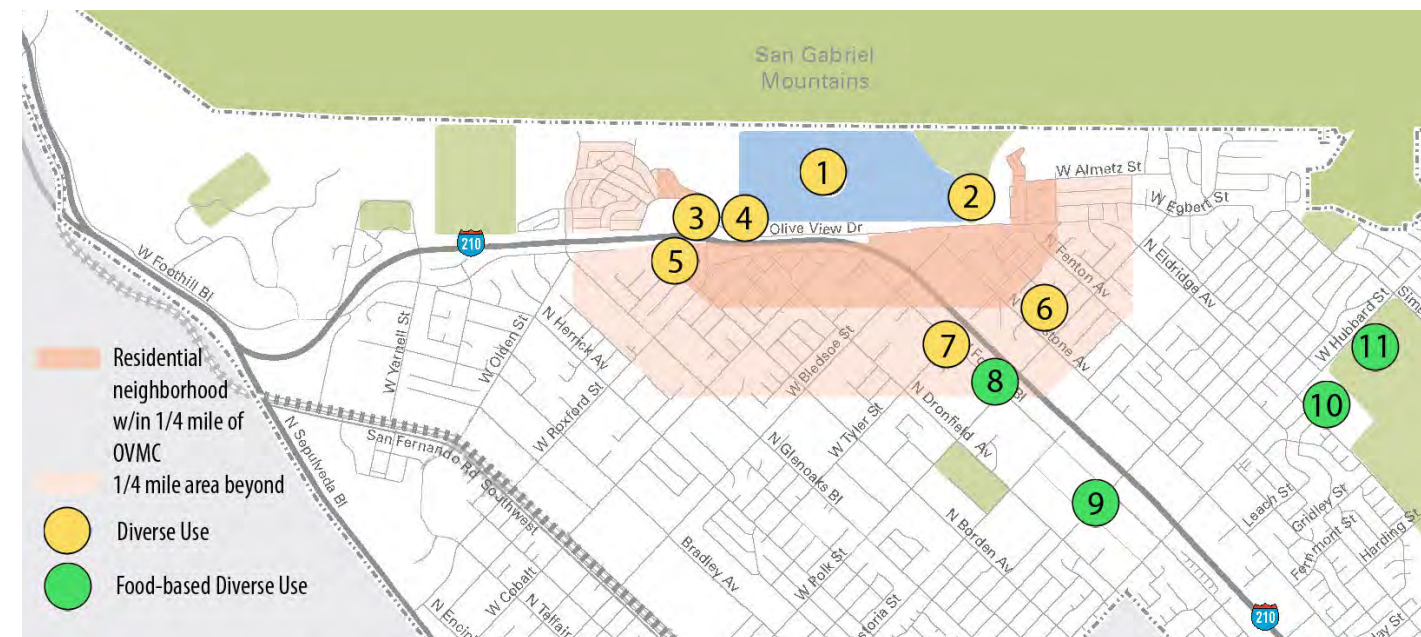 San Gabriel
Mountains
1
2
3
4
5
6
7
8
9
10
11
Olive View Dr
W Almetz St
W Egbert St
N Fenton Av
N Eldridge Av
W Hubbard St
210
W Foothill Bl
W Yarnell St
W Olden St
N Herrick Av
W Roxford St
W Bledsoe St
W Tyler St
N Dronfield Av
N Glenoaks Bl
N Borden Av
W Polk St
Bradley Av
San Fernando Rd Southwest
N Sepulveda Bl
W Cobalt
N Telfair
N Encin
Leach St
Gridley St
Fernmont St
Harding St
210
Residential
neighborhood
w/in 1/4 mile of
OVMC
1/4 mile area beyond
Diverse Use
Food-based Diverse Use